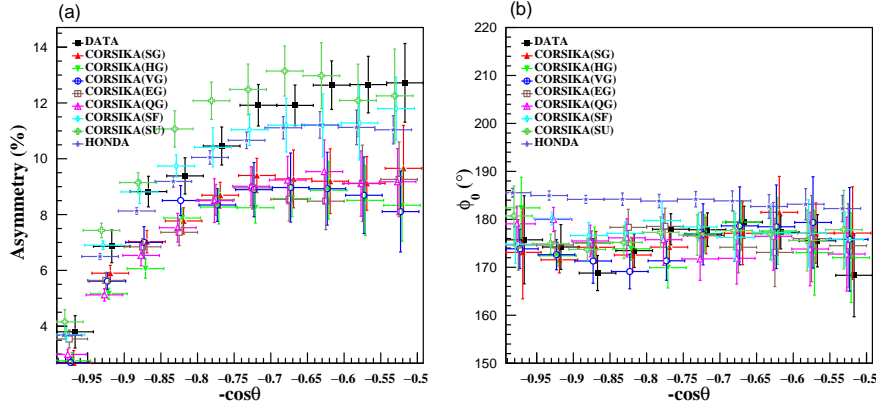 (a)
14
12
10
8
6
4
Asymmetry (%)
DATA
CORSIKA(SG)
CORSIKA(HG)
CORSIKA(VG)
CORSIKA(EG)
CORSIKA(QG)
CORSIKA(SF)
CORSIKA(SU)
HONDA
−0.95 −0.9 −0.85 −0.8 −0.75 −0.7 −0.65 −0.6 −0.55 −0.5
-cosθ
(b)
220
210
200
190
180
170
160
150
ϕ0 (°)
DATA
CORSIKA(SG)
CORSIKA(HG)
CORSIKA(VG)
CORSIKA(EG)
CORSIKA(QG)
CORSIKA(SF)
CORSIKA(SU)
HONDA
−0.95 −0.9 −0.85 −0.8 −0.75 −0.7 −0.65 −0.6 −0.55 −0.5
-cosθ